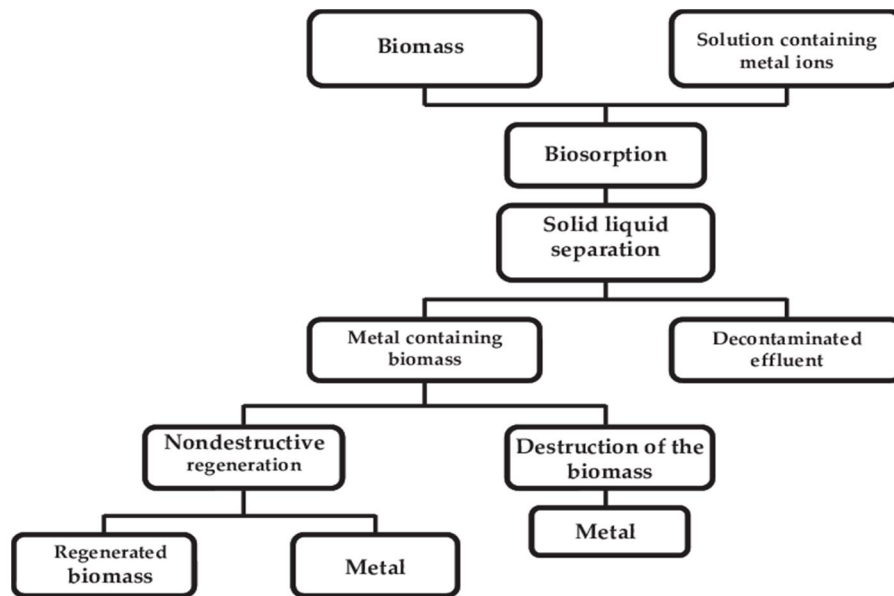 Biomass
Solution containing
metal ions
Biosorption
Solid liquid
separation
Metal containing
biomass
Decontaminated
effluent
Nondestructive
regeneration
Destruction of the
biomass
Regenerated
biomass
Metal
Metal